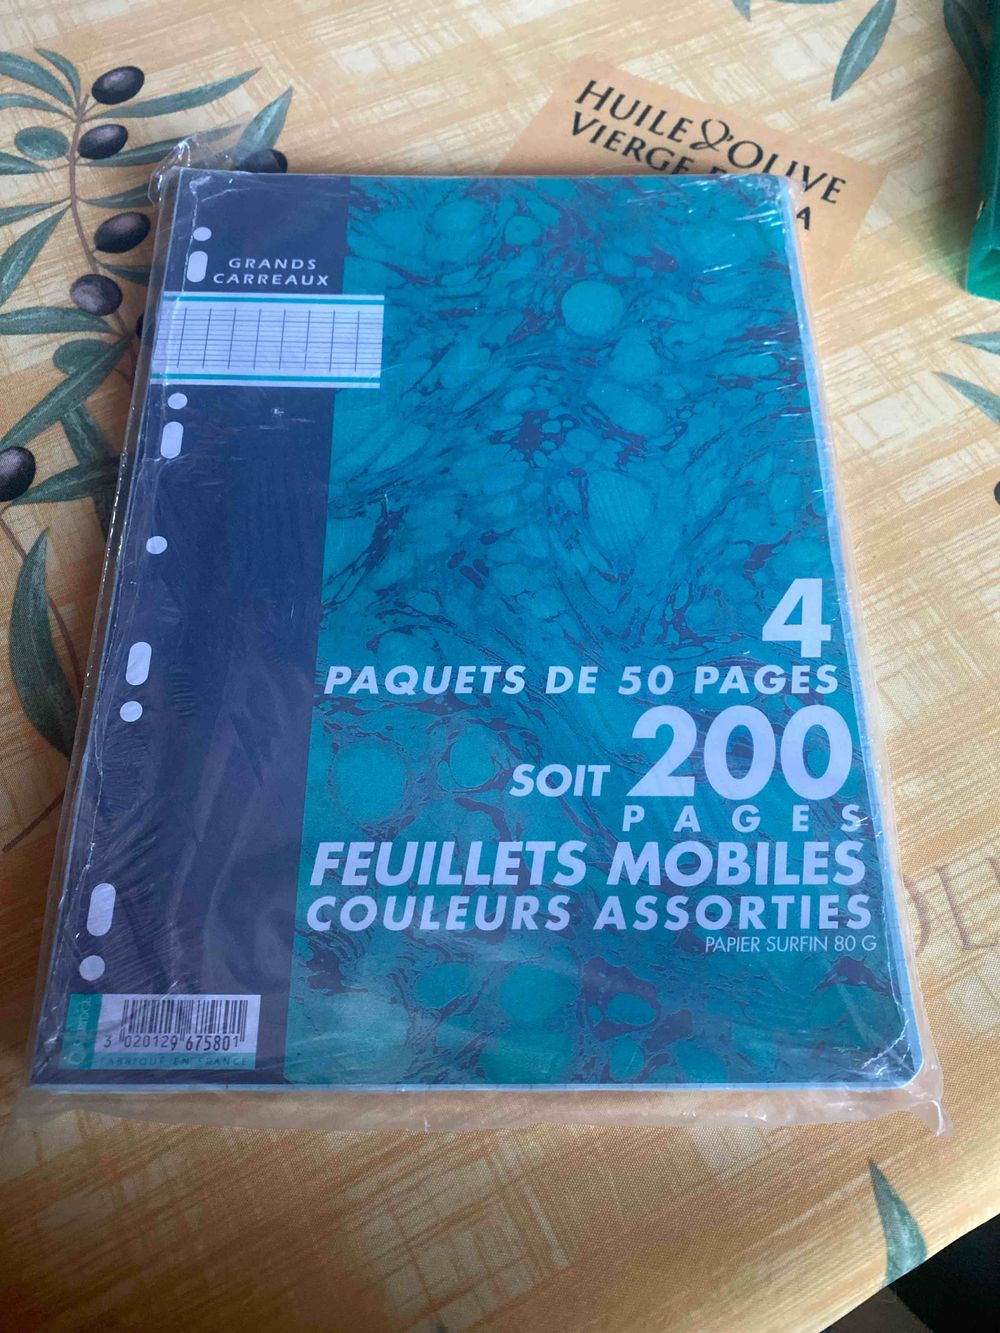 HUILE D'OLIVE
VIERGE
A
GRANDS
CARREAUX
4
PAQUETS DE 50 PAGES
SOIT 200
PAGES
FEUILLETS MOBILES
COULEURS ASSORTIES
PAPIER SURFIN 80 G
3 020129 675801
FABRIQUÉ EN FRANCE